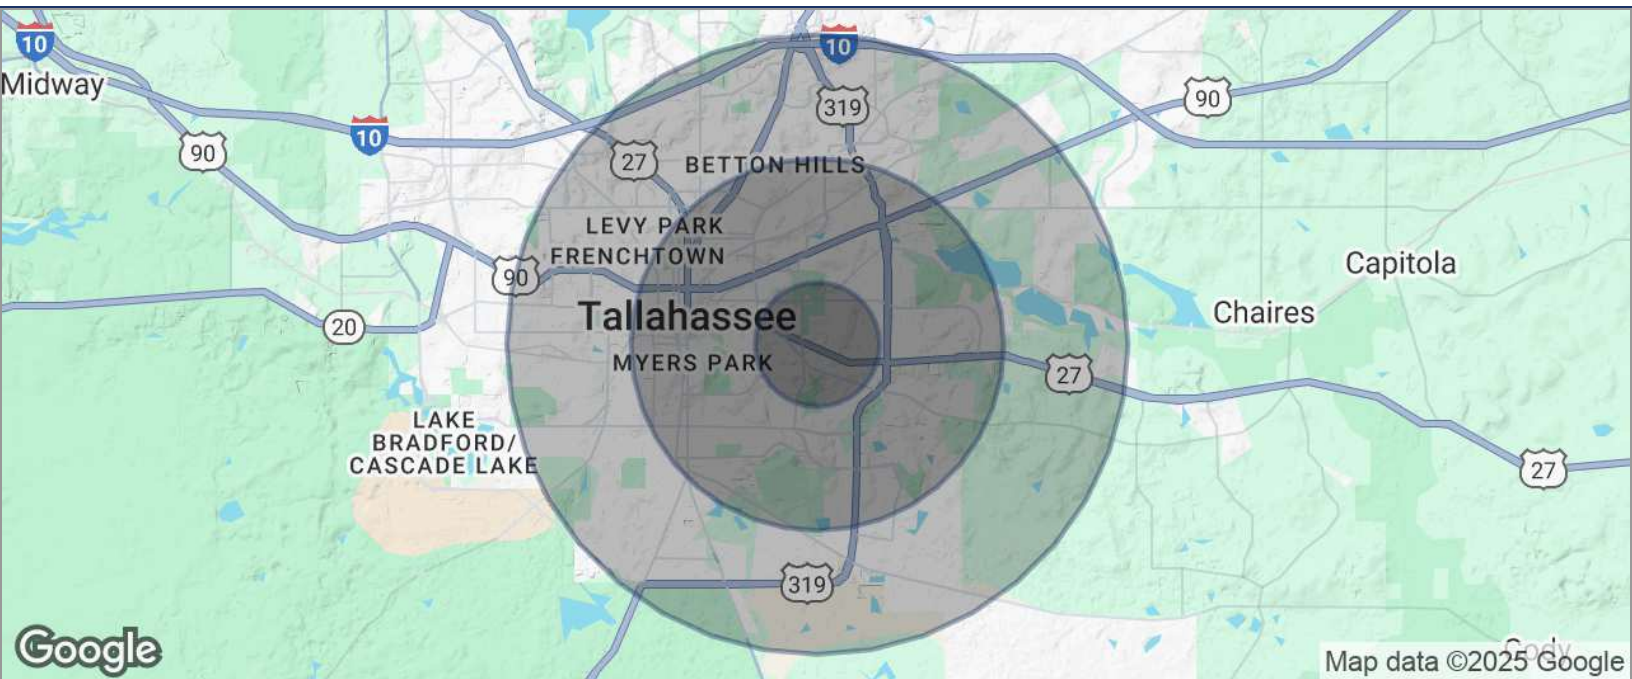 10
10
Midway
90
319
10
90
27
BETTON HILLS
LEVY PARK
FRENCHTOWN
90
Capitola
Chaires
Tallahassee
20
MYERS PARK
27
LAKE
BRADFORD/
CASCADE LAKE
27
319
Google
Cody
Map data ©2025 Google